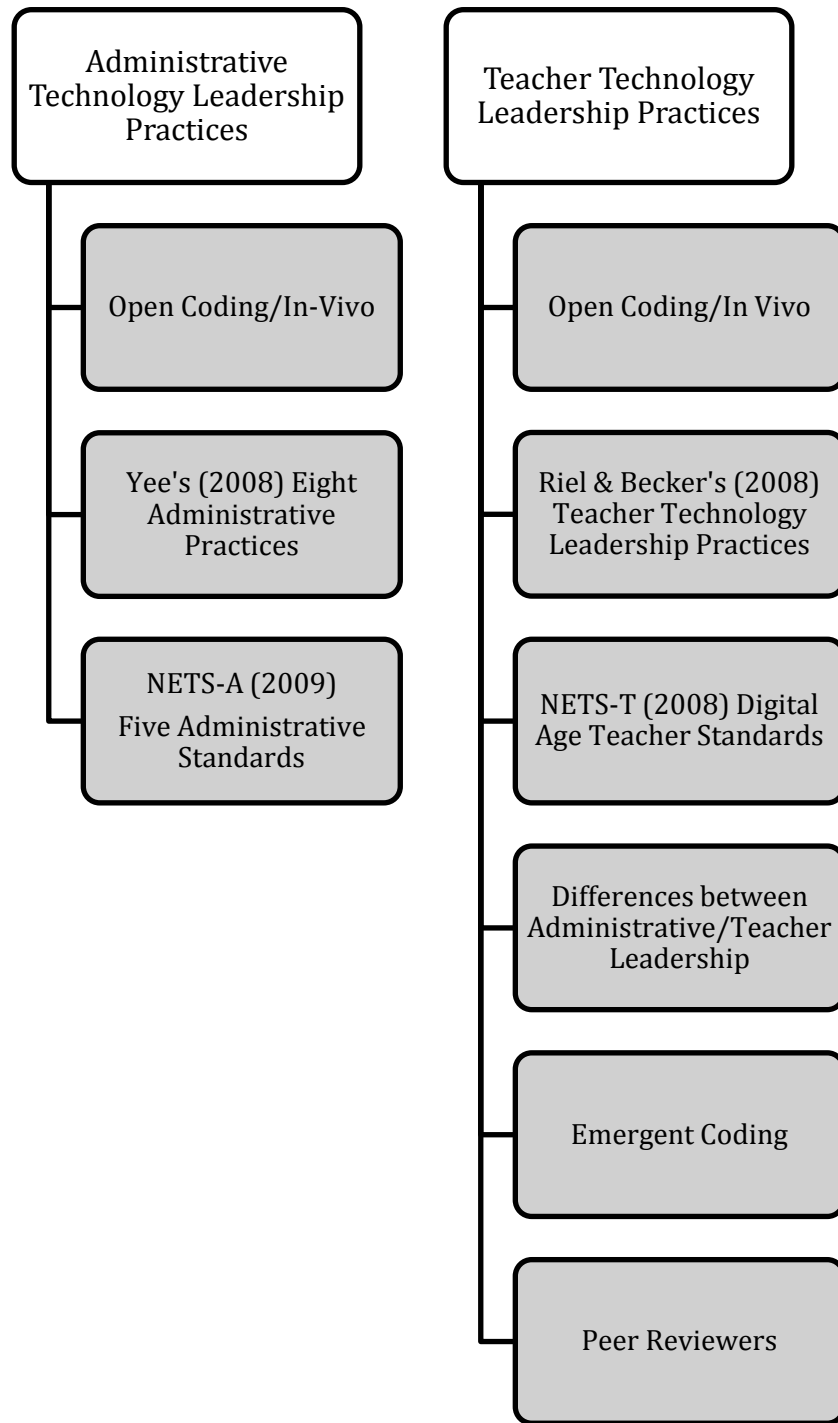 Administrative
Technology Leadership
Practices
Open Coding/In-Vivo
Yee's (2008) Eight
Administrative
Practices
NETS-A (2009)
Five Administrative
Standards
Teacher Technology
Leadership Practices
Open Coding/In Vivo
Riel & Becker's (2008)
Teacher Technology
Leadership Practices
NETS-T (2008) Digital
Age Teacher Standards
Differences between
Administrative/Teacher
Leadership
Emergent Coding
Peer Reviewers